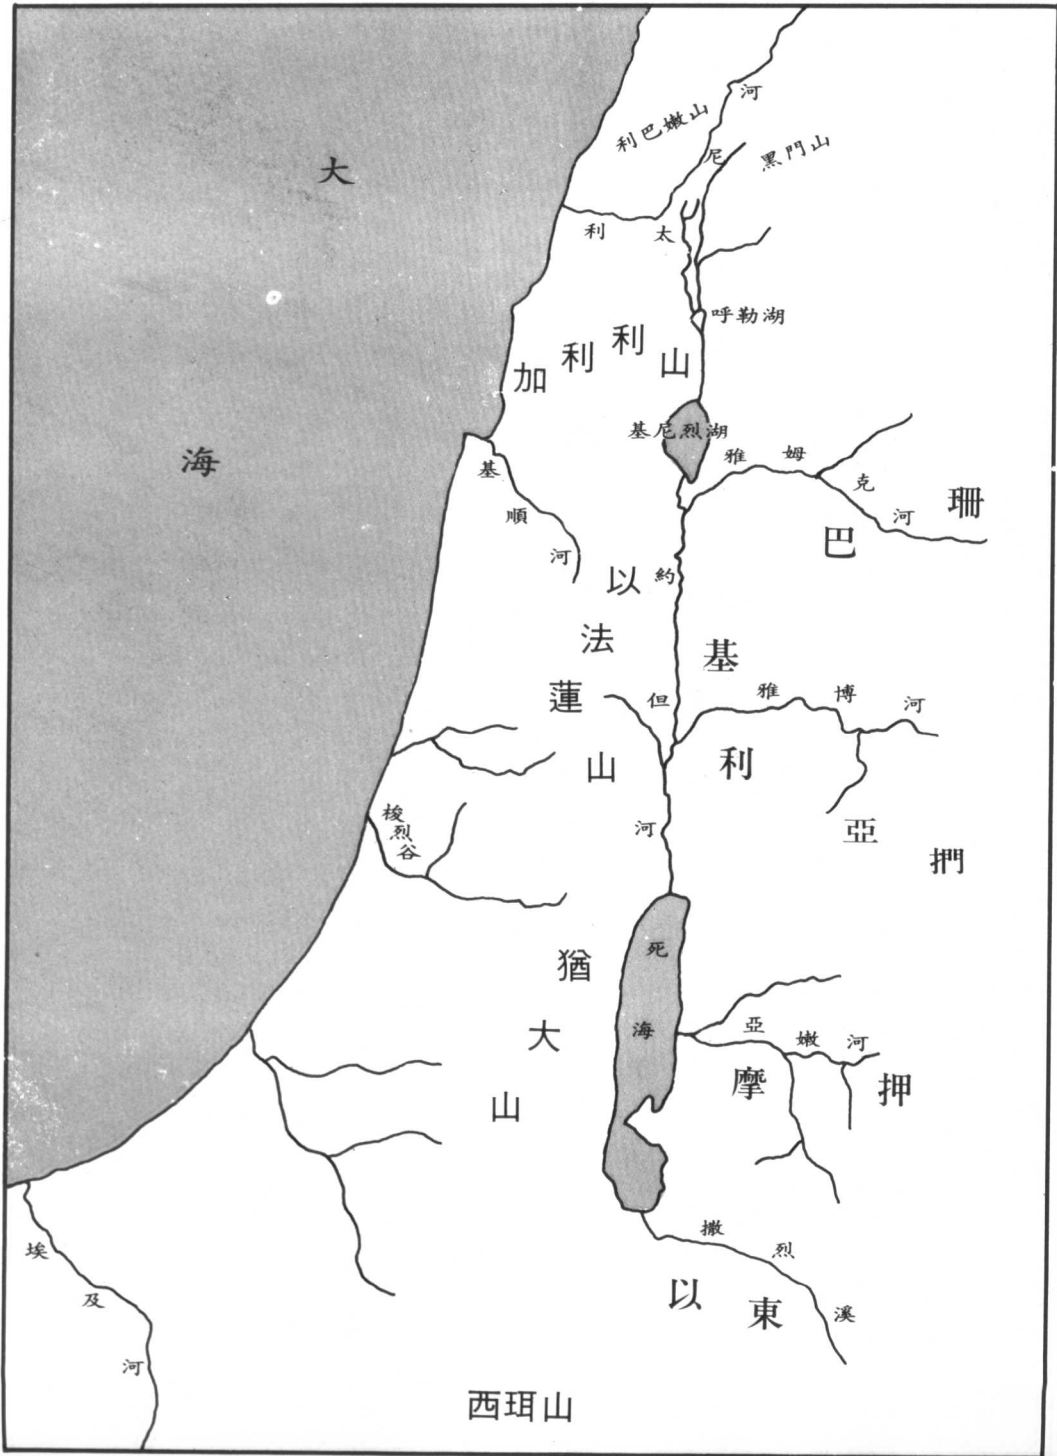 利巴嫩山
黑門山
利太尼河
大海
呼勒湖
加利利山
基尼烈湖
基順河
雅姆克河
巴珊
以法蓮山
約但河
基利
雅博河
亞捫
梭烈谷
死海
猶大山
亞嫩河
摩押
撒烈溪
以東
埃及河
西珥山